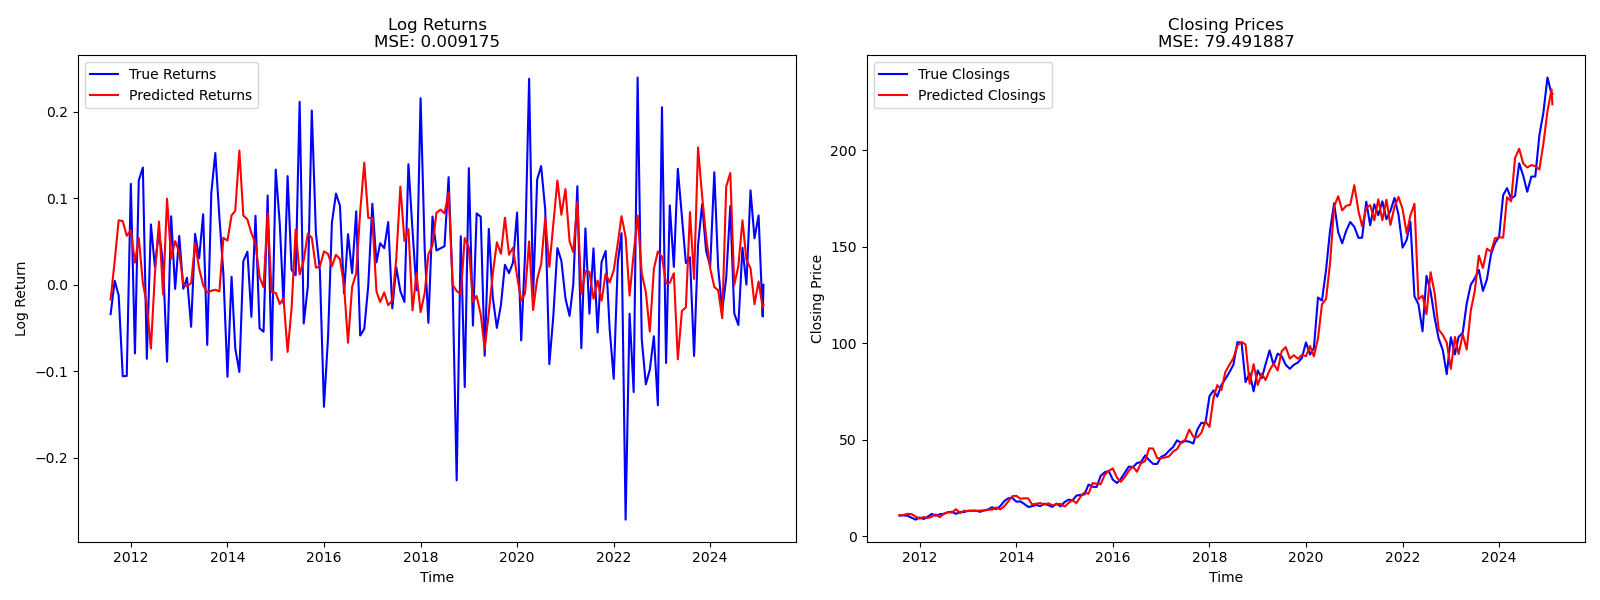 Log Returns
MSE: 0.009175
True Returns
Predicted Returns
0.2
0.1
0.0
−0.1
−0.2
Log Return
2012
2014
2016
2018
2020
2022
2024
Time
Closing Prices
MSE: 79.491887
True Closings
Predicted Closings
200
150
100
50
0
Closing Price
2012
2014
2016
2018
2020
2022
2024
Time